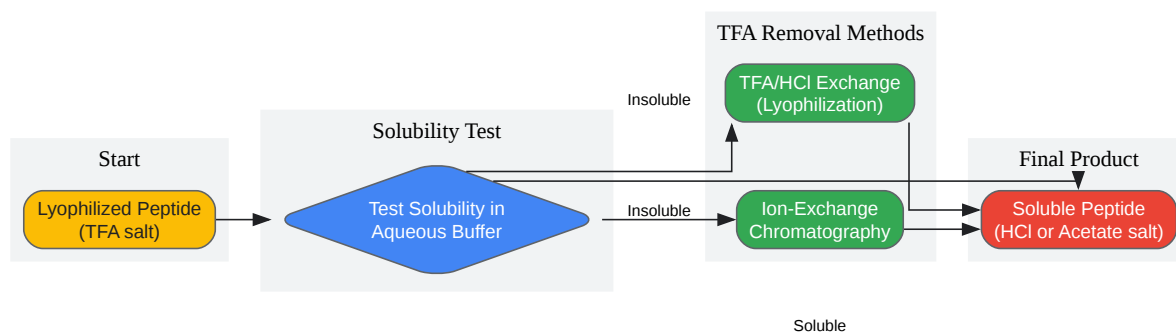 Start
Lyophilized Peptide
(TFA salt)
Solubility Test
Test Solubility in
Aqueous Buffer
Insoluble
Insoluble
Soluble
TFA Removal Methods
TFA/HCl Exchange
(Lyophilization)
Ion-Exchange
Chromatography
Final Product
Soluble Peptide
(HCl or Acetate salt)